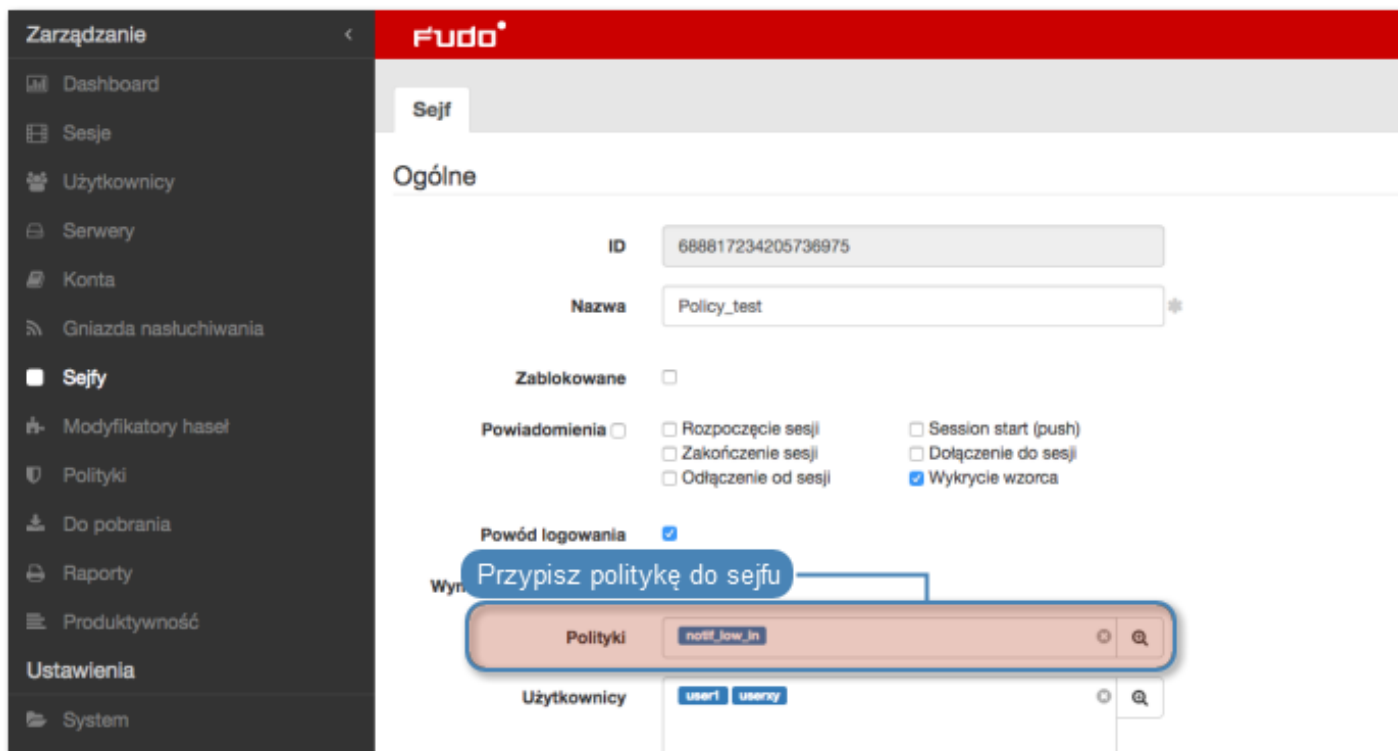 Zarządzanie
Dashboard
Sesje
Użytkownicy
Serwery
Konta
Gniazda nasłuchiwania
Sejfy
Modyfikatory haseł
Polityki
Do pobrania
Raporty
Produktywność
Ustawienia
System
FUDO
Sejf
Ogólne
ID 688817234205736975
Nazwa Policy_test
Zablokowane
Powiadomienia Rozpoczęcie sesji Session start (push)
Zakończenie sesji Dołączenie do sesji
Odłączenie od sesji Wykrycie wzorca
Powód logowania
Przypisz politykę do sejfu
Polityki notif_low_in
Użytkownicy user1 userxy